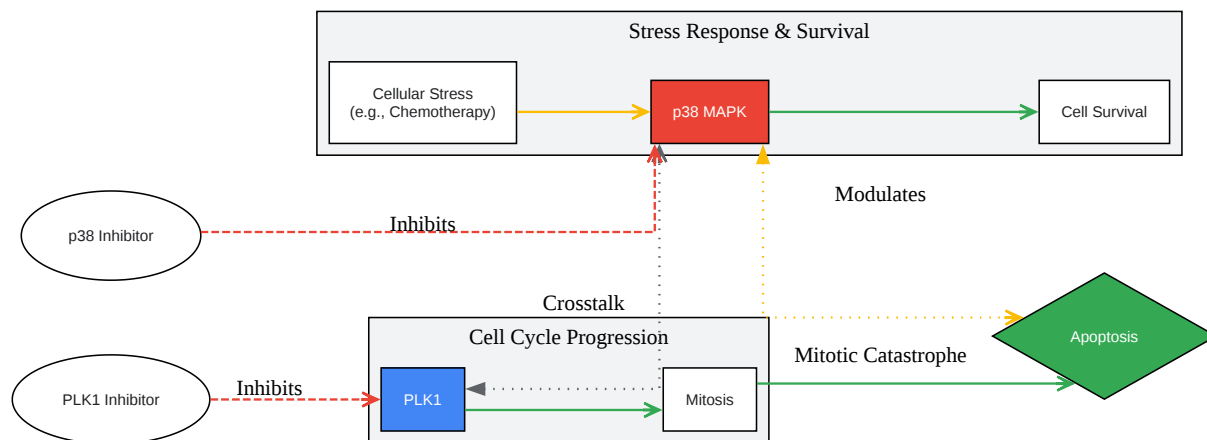 Stress Response & Survival
Cellular Stress
(e.g., Chemotherapy)
p38 MAPK
Cell Survival
Modulates
Inhibits
p38 Inhibitor
Crosstalk
Cell Cycle Progression
Apoptosis
Mitotic Catastrophe
Inhibits
PLK1 Inhibitor
PLK1
Mitosis